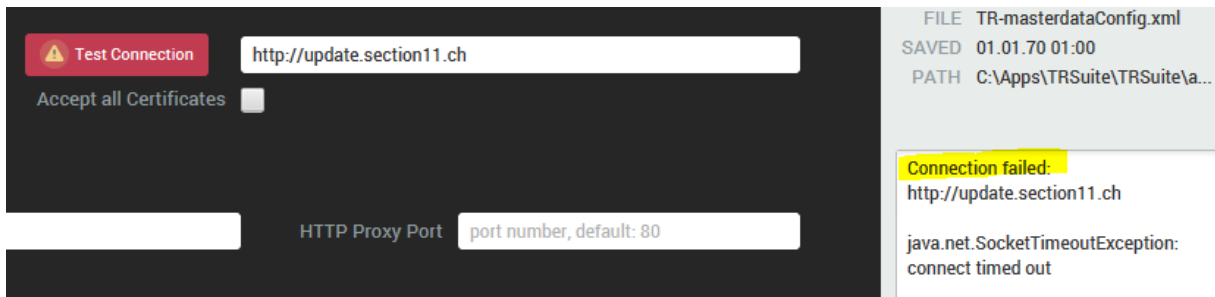 Test Connection
http://update.section11.ch
Accept all Certificates
HTTP Proxy Port
port number, default: 80
FILE TR-masterdataConfig.xml
SAVED 01.01.70 01:00
PATH C:\Apps\TRSuite\TRSuite\a...
Connection failed:
http://update.section11.ch
java.net.SocketTimeoutException:
connect timed out